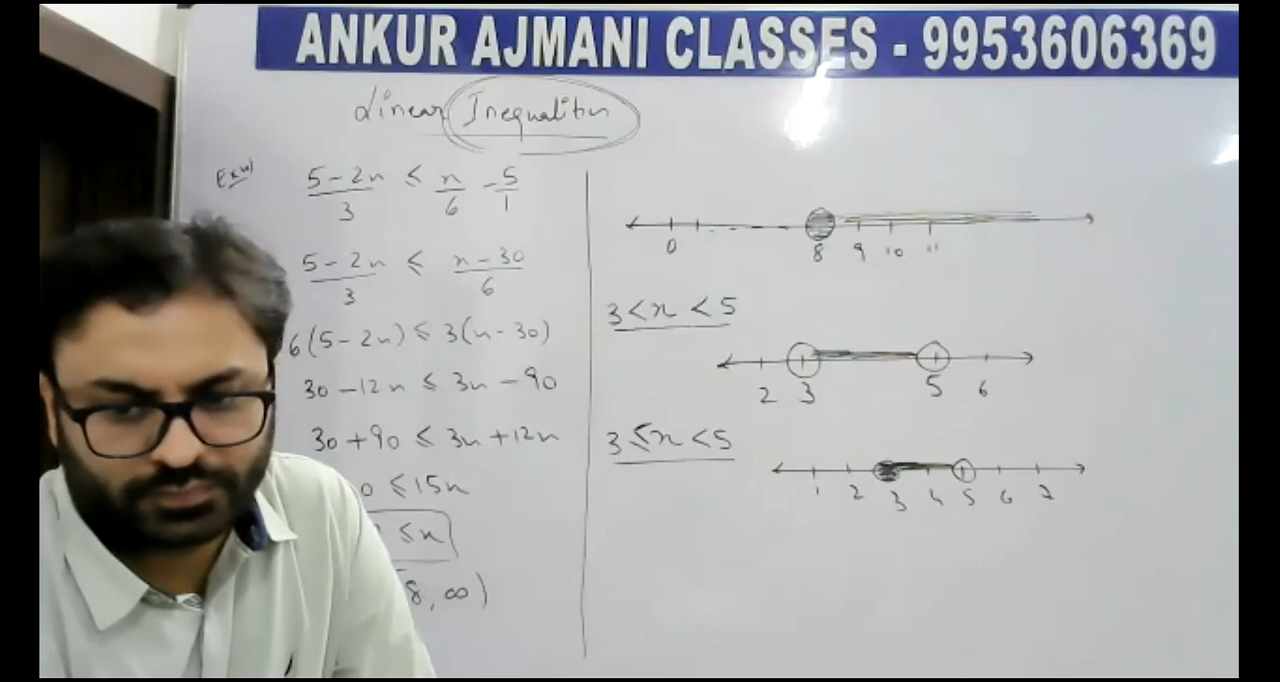 ANKUR AJMANI CLASSES - 9953606369
Linear Inequalities
5-2x/3 ≤ x/6 - 5/1
5-2x/3 ≤ x-30/6
6(5-2x) ≤ 3(x-30)
30-12x ≤ 3x-90
30+90 ≤ 3x+12x
0 ≤ 15x
≤ x
8, ∞)
0 8 9 10 11
3 < x < 5
2 3 5 6
3 ≤ x < 5
1 2 3 4 5 6 7